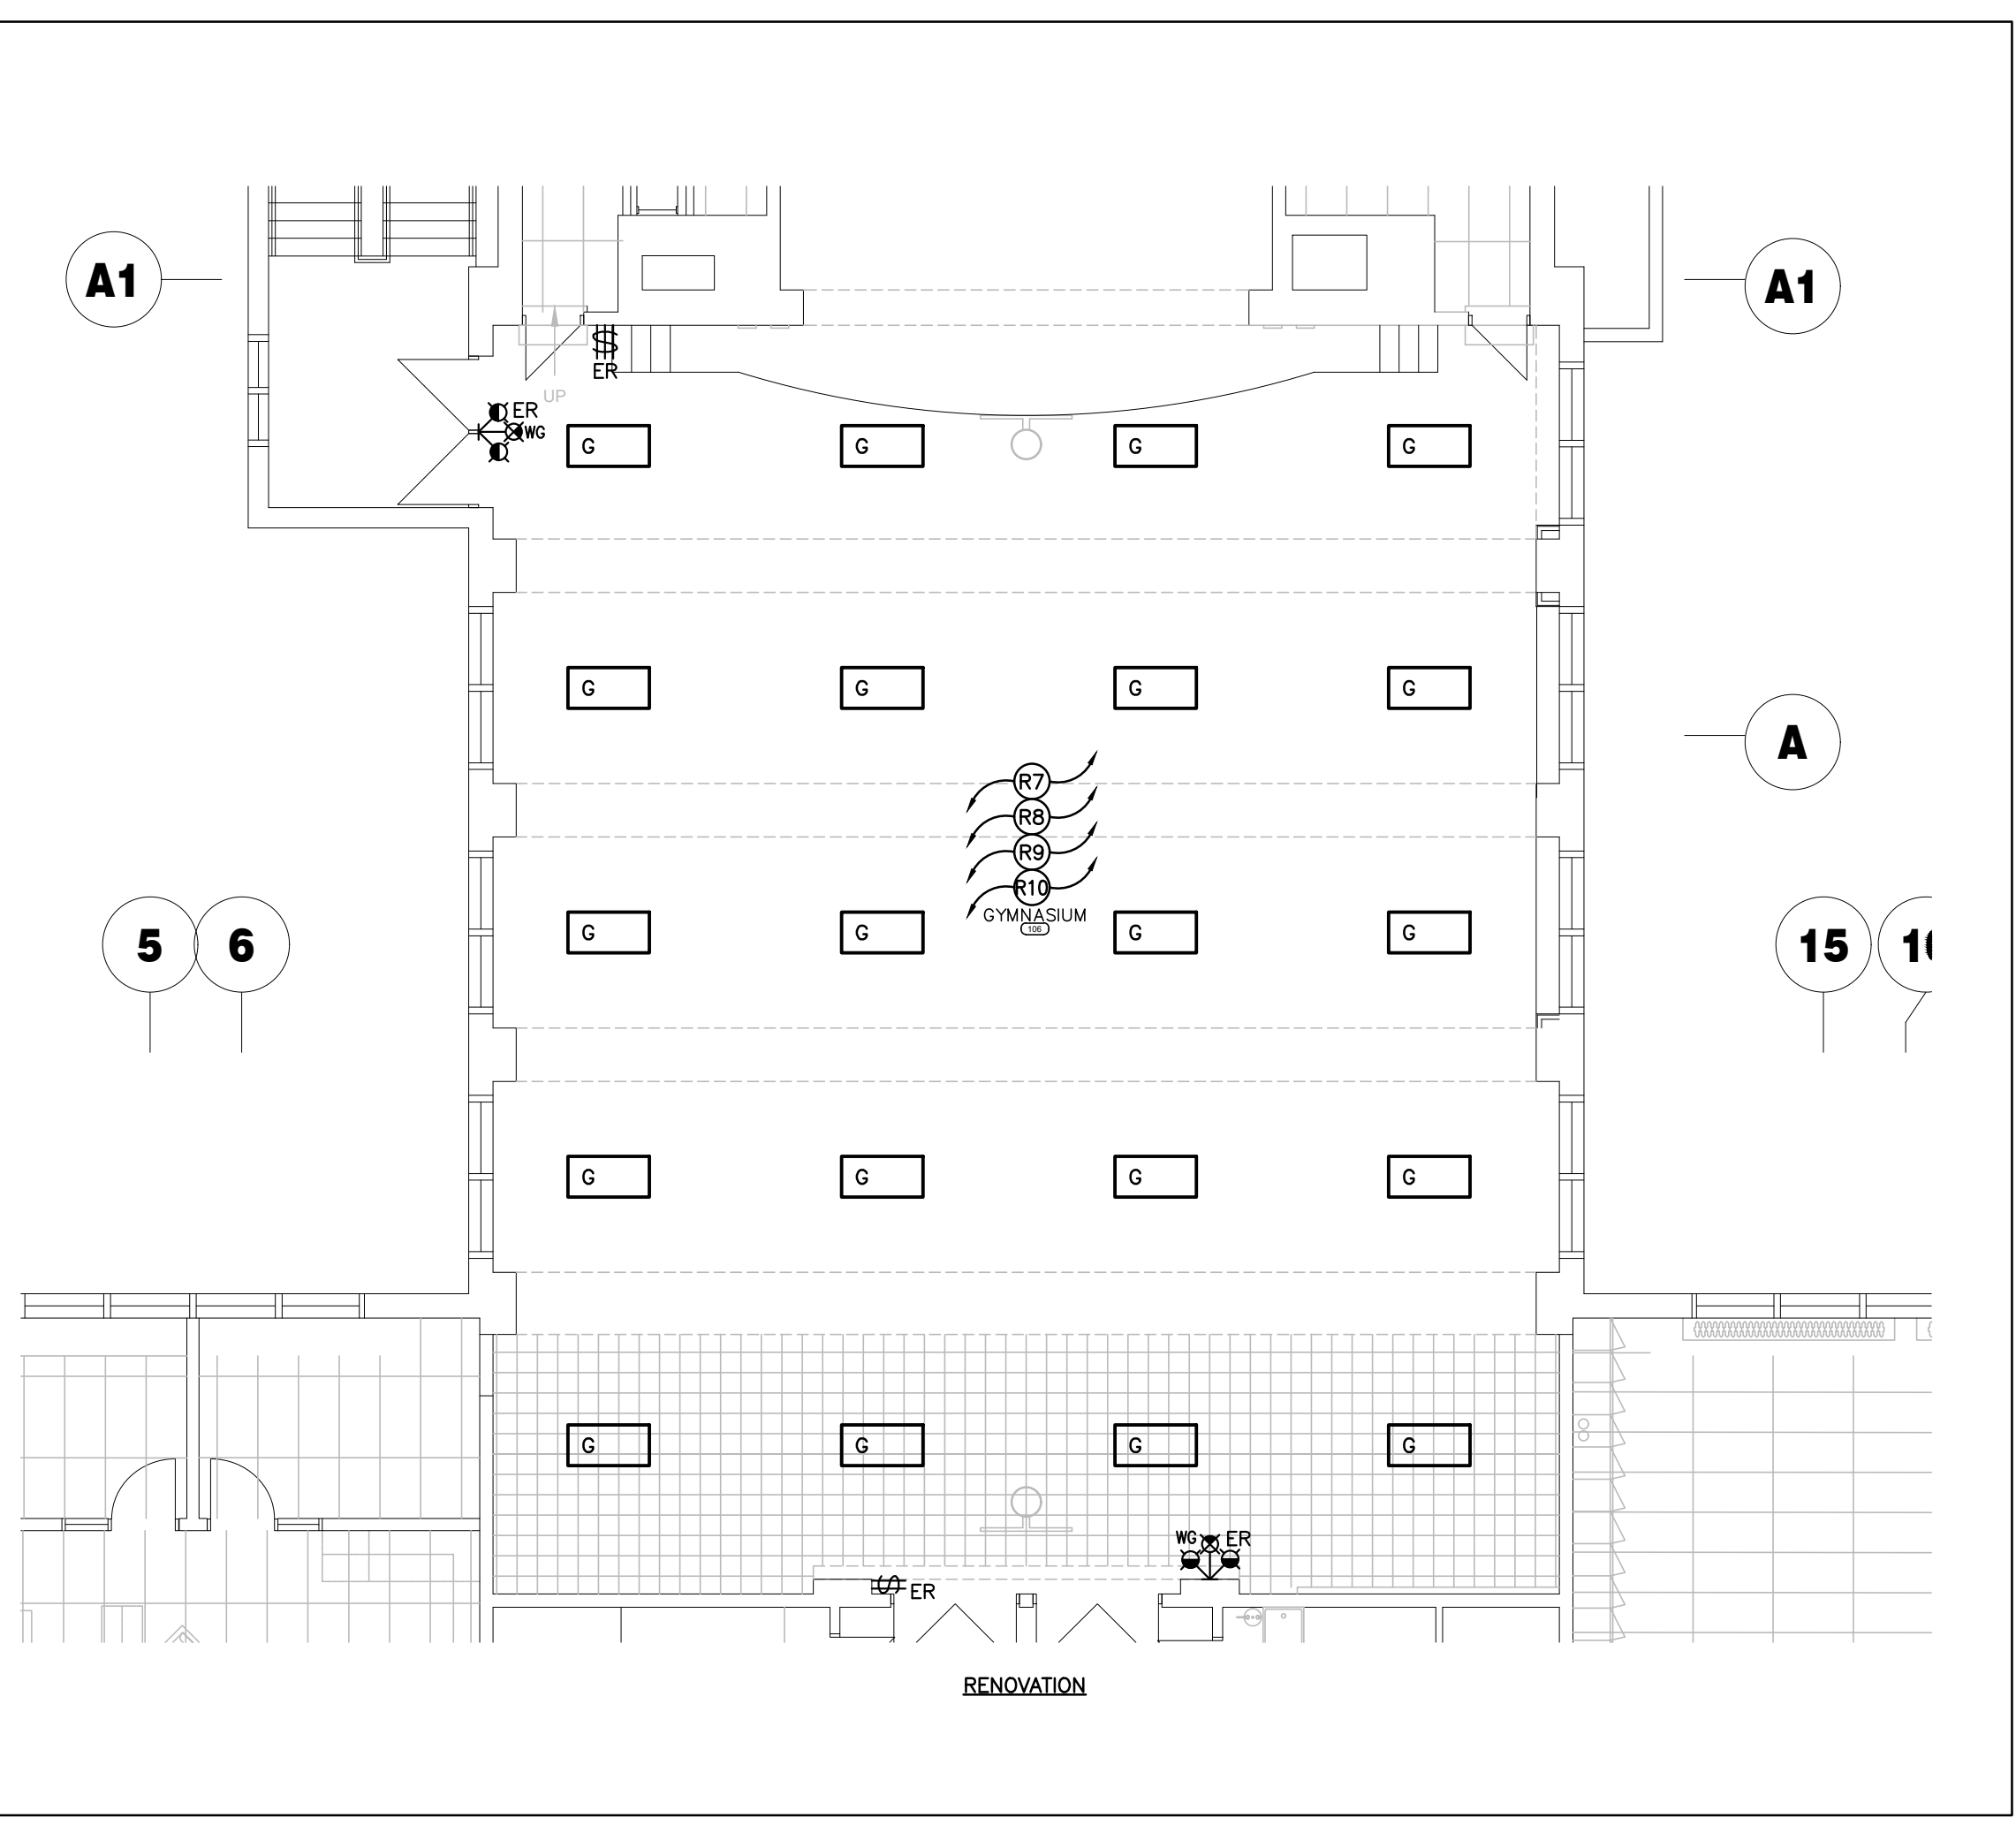 A1
A1
ER
UP
ER
WG
G G G G
G G G G
A
R7
R8
R9
R10
GYMNASIUM
106
G G G G
5 6
15
G G G G
G G G G
WG ER
ER
RENOVATION